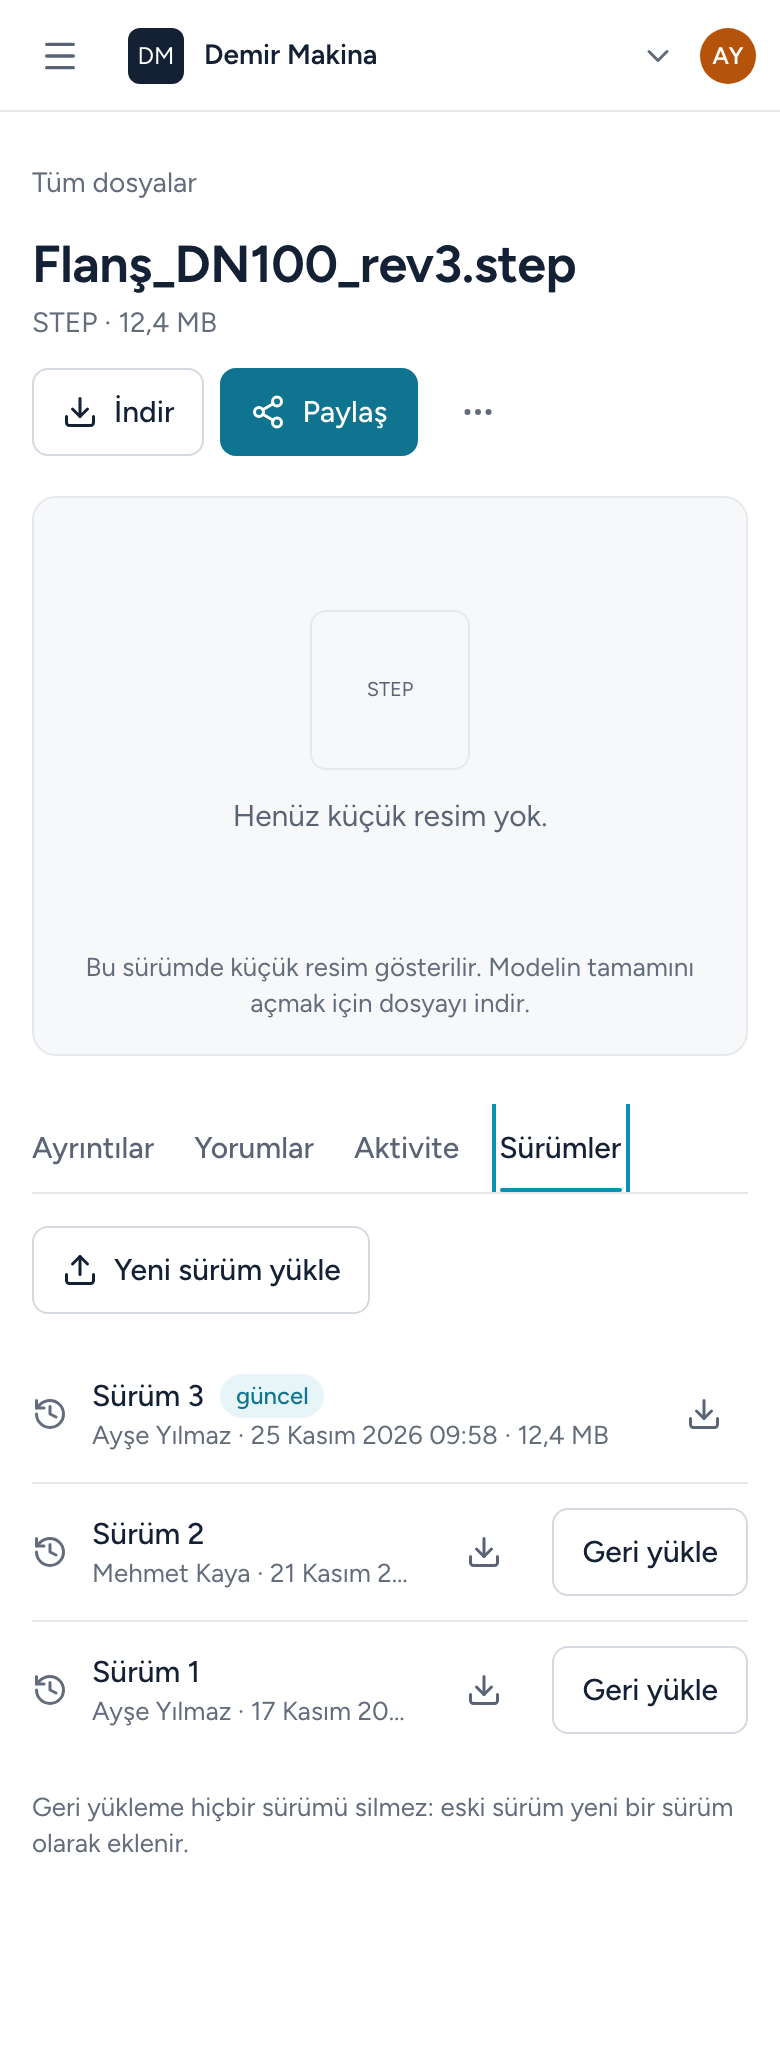 DM Demir Makina AY
Tüm dosyalar
Flanş_DN100_rev3.step
STEP · 12,4 MB
İndir Paylaş
STEP
Henüz küçük resim yok.
Bu sürümde küçük resim gösterilir. Modelin tamamını
açmak için dosyayı indir.
Ayrıntılar Yorumlar Aktivite Sürümler
Yeni sürüm yükle
Sürüm 3 güncel
Ayşe Yılmaz · 25 Kasım 2026 09:58 · 12,4 MB
Sürüm 2
Mehmet Kaya · 21 Kasım 2...
Geri yükle
Sürüm 1
Ayşe Yılmaz · 17 Kasım 20...
Geri yükle
Geri yükleme hiçbir sürümü silmez: eski sürüm yeni bir sürüm
olarak eklenir.